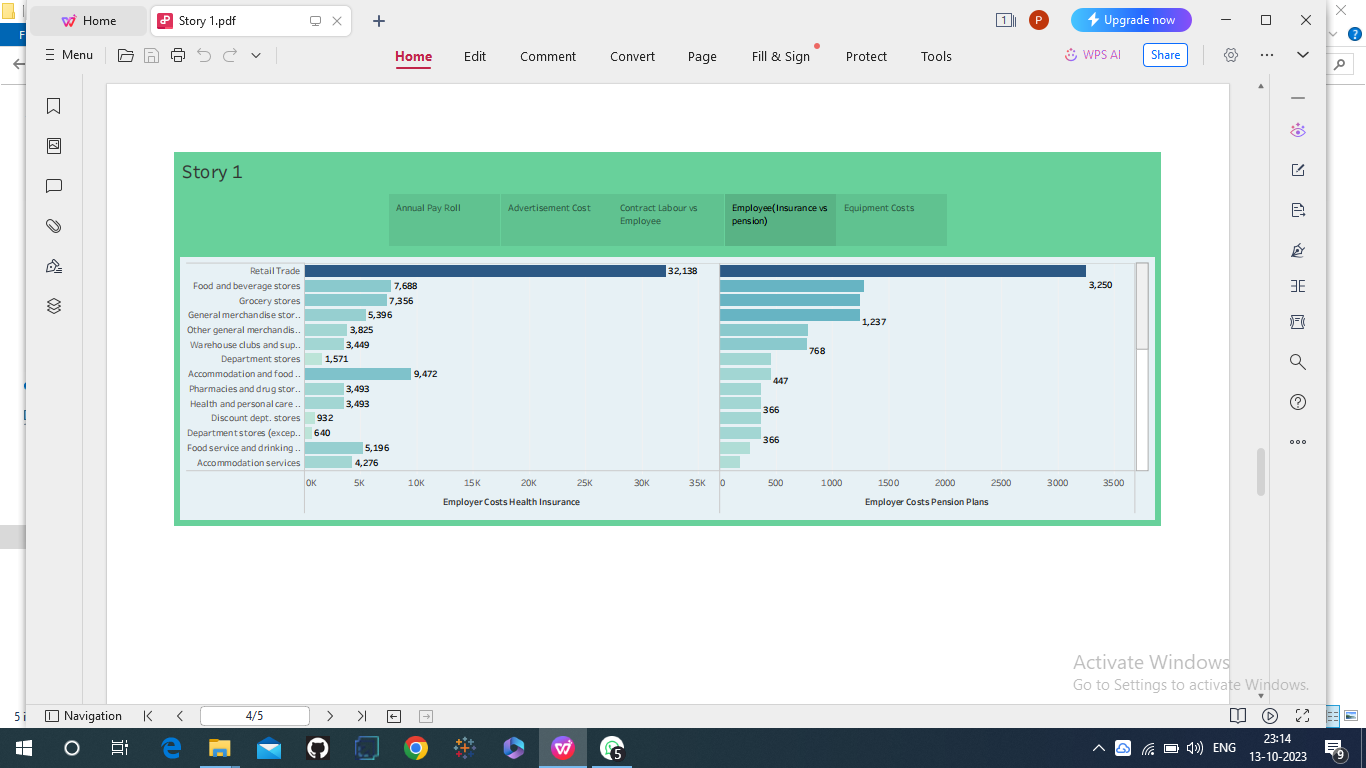 Home
Story 1.pdf
Upgrade now
Menu
Home Edit Comment Convert Page Fill & Sign Protect Tools
WPS AI
Share
Story 1
Annual Pay Roll
Advertisement Cost
Contract Labour vs
Employee
Employee(Insurance vs
pension)
Equipment Costs
Retail Trade 32,138
Food and beverage stores 7,688 3,250
Grocery stores 7,356
General merchandise stor.. 5,396 1,237
Other general merchandis.. 3,825
Warehouse clubs and sup.. 3,449 768
Department stores 1,571
Accommodation and food .. 9,472 447
Pharmacies and drug stor.. 3,493
Health and personal care .. 3,493 366
Discount dept. stores 932
Department stores (excep.. 640 366
Food service and drinking .. 5,196
Accommodation services 4,276
0K 5K 10K 15K 20K 25K 30K 35K 0 500 1000 1500 2000 2500 3000 3500
Employer Costs Health Insurance Employer Costs Pension Plans
Activate Windows
Go to Settings to activate Windows.
Navigation 4/5
5
ENG
23:14
13-10-2023
9